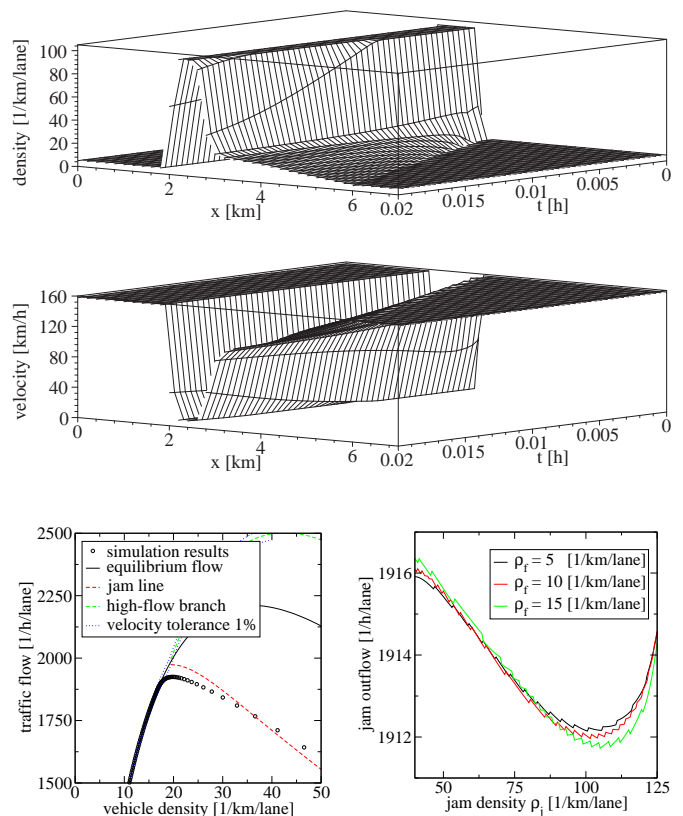 100
80
60
40
20
0
density [1/km/lane]
0
2
4
6
x [km]
0.02
0.015
0.01
0.005
0
t [h]
160
120
80
40
0
velocity [km/h]
0
2
4
6
x [km]
0.02
0.015
0.01
0.005
0
t [h]
2500
2250
2000
1750
1500
traffic flow [1/h/lane]
simulation results
equilibrium flow
jam line
high-flow branch
velocity tolerance 1%
0 10 20 30 40 50
vehicle density [1/km/lane]
1916
1914
1912
jam outflow [1/h/lane]
ρf = 5 [1/km/lane]
ρf = 10 [1/km/lane]
ρf = 15 [1/km/lane]
50 75 100 125
jam density ρj [1/km/lane]